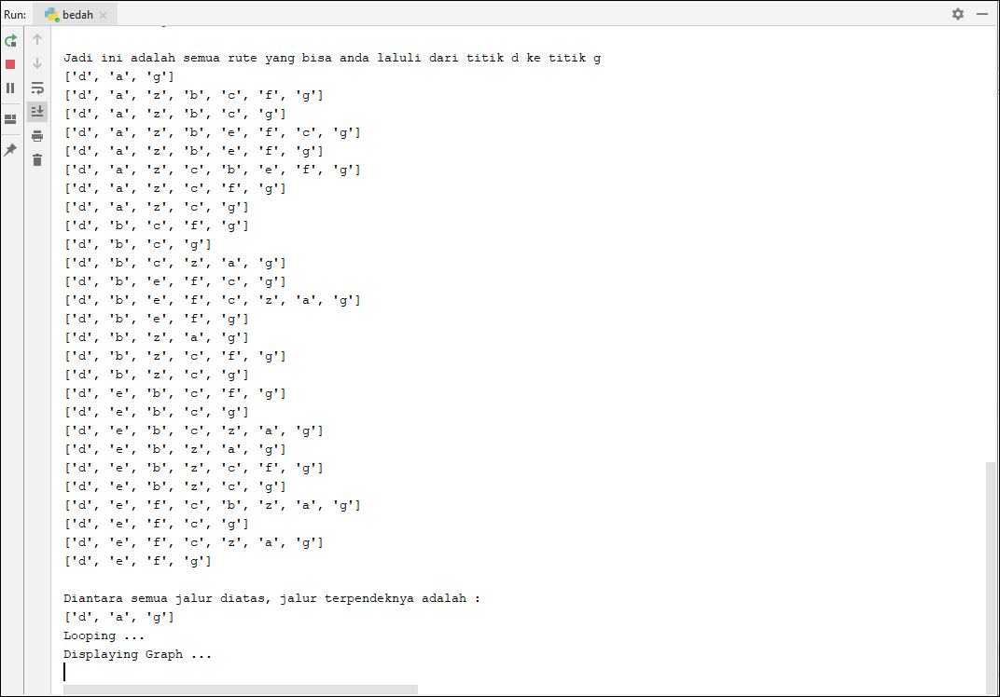 Run: bedah
Jadi ini adalah semua rute yang bisa anda laluli dari titik d ke titik g
['d', 'a', 'g']
['d', 'a', 'z', 'b', 'c', 'f', 'g']
['d', 'a', 'z', 'b', 'c', 'g']
['d', 'a', 'z', 'b', 'e', 'f', 'c', 'g']
['d', 'a', 'z', 'b', 'e', 'f', 'g']
['d', 'a', 'z', 'c', 'b', 'e', 'f', 'g']
['d', 'a', 'z', 'c', 'f', 'g']
['d', 'a', 'z', 'c', 'g']
['d', 'b', 'c', 'f', 'g']
['d', 'b', 'c', 'g']
['d', 'b', 'c', 'z', 'a', 'g']
['d', 'b', 'e', 'f', 'c', 'g']
['d', 'b', 'e', 'f', 'c', 'z', 'a', 'g']
['d', 'b', 'e', 'f', 'g']
['d', 'b', 'z', 'a', 'g']
['d', 'b', 'z', 'c', 'f', 'g']
['d', 'b', 'z', 'c', 'g']
['d', 'e', 'b', 'c', 'f', 'g']
['d', 'e', 'b', 'c', 'g']
['d', 'e', 'b', 'c', 'z', 'a', 'g']
['d', 'e', 'b', 'z', 'a', 'g']
['d', 'e', 'b', 'z', 'c', 'f', 'g']
['d', 'e', 'b', 'z', 'c', 'g']
['d', 'e', 'f', 'c', 'b', 'z', 'a', 'g']
['d', 'e', 'f', 'c', 'g']
['d', 'e', 'f', 'c', 'z', 'a', 'g']
['d', 'e', 'f', 'g']
Diantara semua jalur diatas, jalur terpendeknya adalah :
['d', 'a', 'g']
Looping ...
Displaying Graph ...